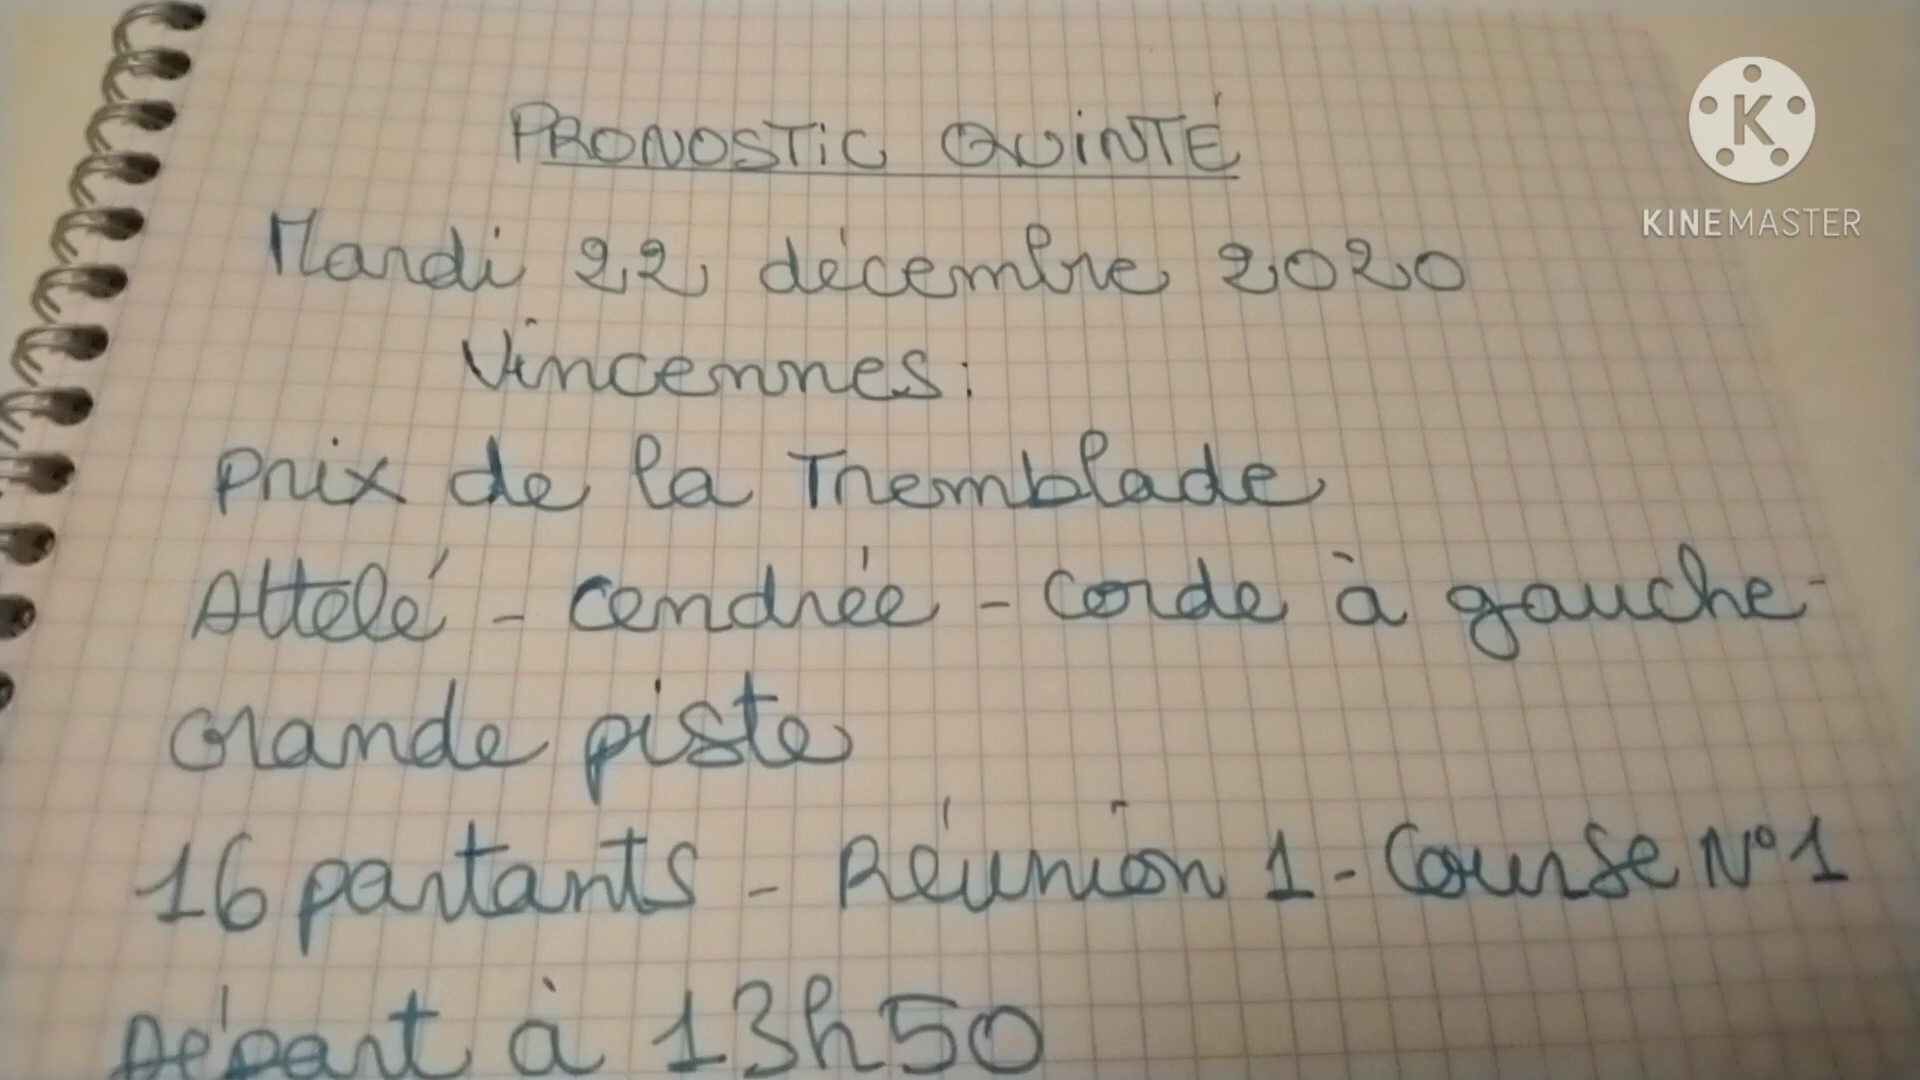 PRONOSTIC QUINTÉ
Mardi 22 décembre 2020
Vincennes:
prix de la Tremblade
Attelé - cendrée - corde à gauche -
Grande piste
16 partants - Réunion 1 - Course N°1
Départ à 13h50
KINEMASTER